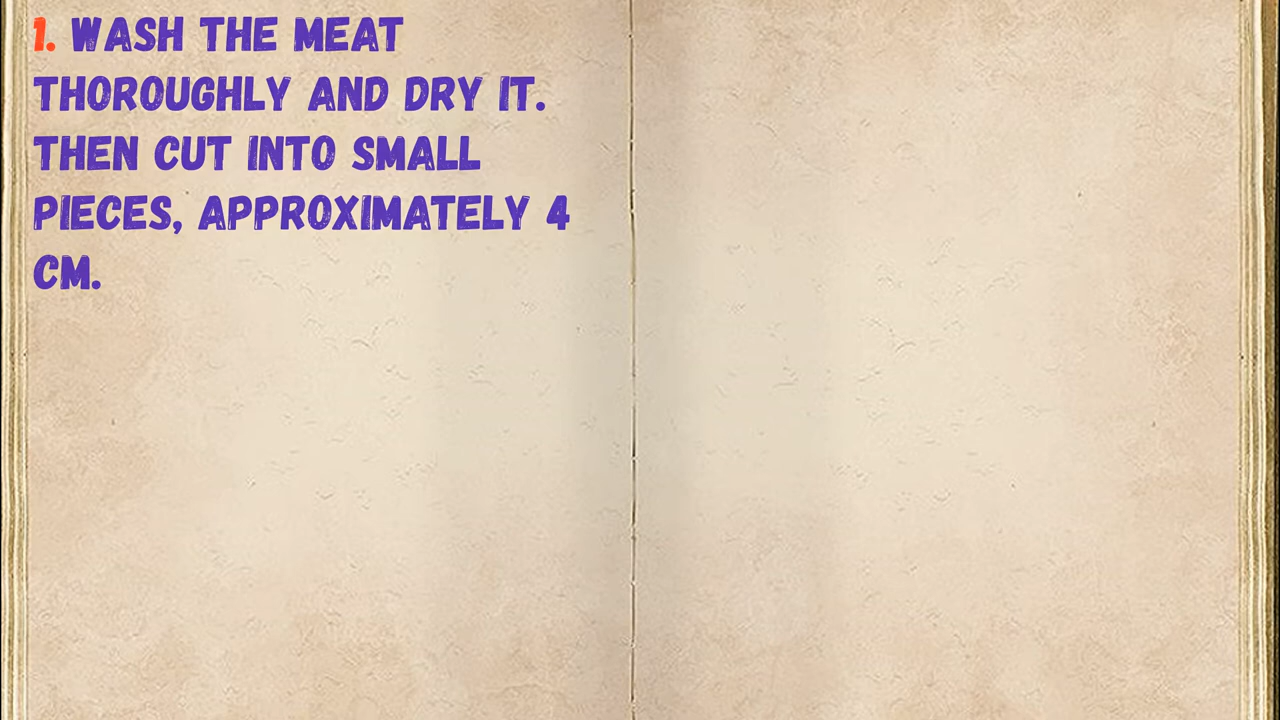 1. WASH THE MEAT
THOROUGHLY AND DRY IT.
THEN CUT INTO SMALL
PIECES, APPROXIMATELY 4
CM.